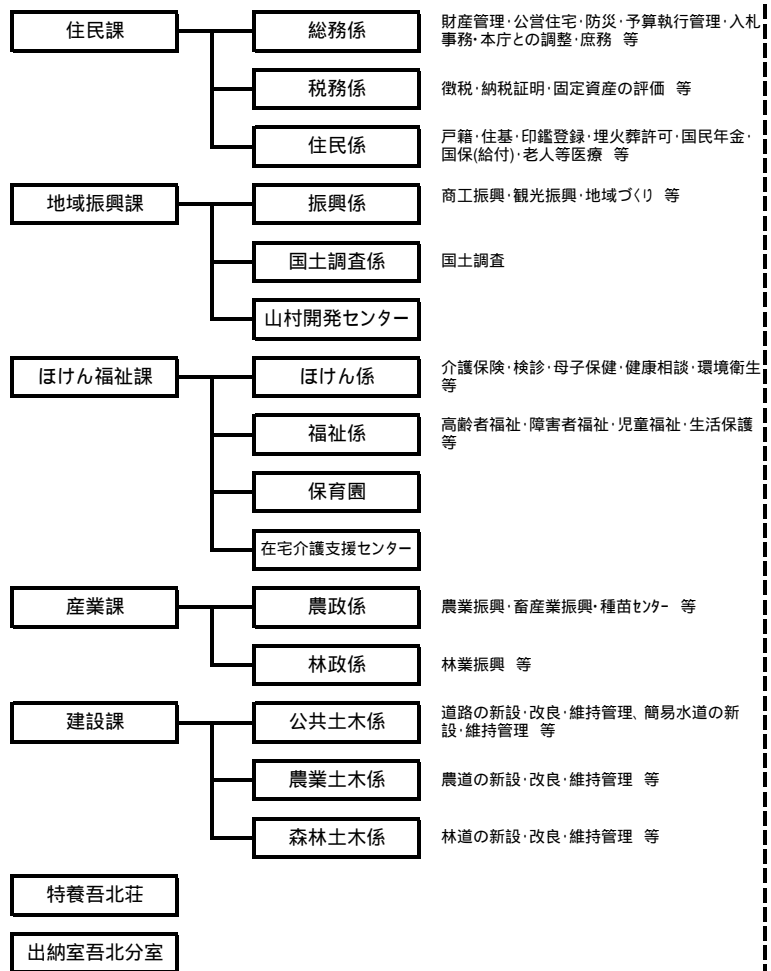 住民課
総務係
財産管理･公営住宅･防災･予算執行管理･入札
事務･本庁との調整･庶務 等
税務係
徴税･納税証明･固定資産の評価 等
住民係
戸籍･住基･印鑑登録･埋火葬許可･国民年金･
国保(給付)･老人等医療 等
地域振興課
振興係
商工振興･観光振興･地域づくり 等
国土調査係
国土調査
山村開発センター
ほけん福祉課
ほけん係
介護保険･検診･母子保健･健康相談･環境衛生
等
福祉係
高齢者福祉･障害者福祉･児童福祉･生活保護
等
保育園
在宅介護支援センター
産業課
農政係
農業振興･畜産業振興･種苗ｾﾝﾀｰ 等
林政係
林業振興 等
建設課
公共土木係
道路の新設･改良･維持管理、簡易水道の新
設･維持管理 等
農業土木係
農道の新設･改良･維持管理 等
森林土木係
林道の新設･改良･維持管理 等
特養吾北荘
出納室吾北分室